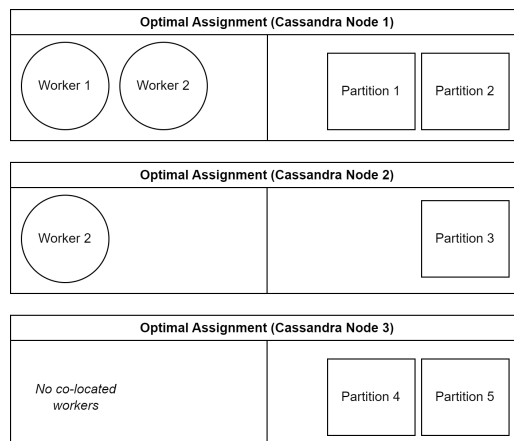 Optimal Assignment (Cassandra Node 1)
Worker 1
Worker 2
Partition 1
Partition 2
Optimal Assignment (Cassandra Node 2)
Worker 2
Partition 3
Optimal Assignment (Cassandra Node 3)
No co-located
workers
Partition 4
Partition 5